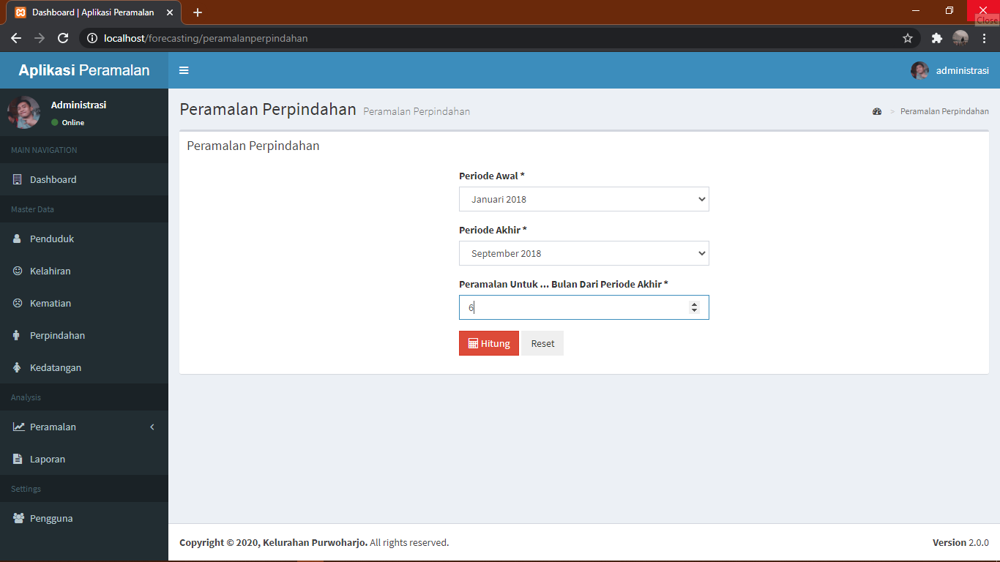 Dashboard | Aplikasi Peramalan
Close
localhost/forecasting/peramalanperpindahan
Aplikasi Peramalan
administrasi
Administrasi
Online
MAIN NAVIGATION
Dashboard
Master Data
Penduduk
Kelahiran
Kematian
Perpindahan
Kedatangan
Analysis
Peramalan
Laporan
Settings
Pengguna
Peramalan Perpindahan Peramalan Perpindahan
> Peramalan Perpindahan
Peramalan Perpindahan
Periode Awal *
Januari 2018
Periode Akhir *
September 2018
Peramalan Untuk ... Bulan Dari Periode Akhir *
6
Hitung Reset
Copyright © 2020, Kelurahan Purwoharjo. All rights reserved.
Version 2.0.0